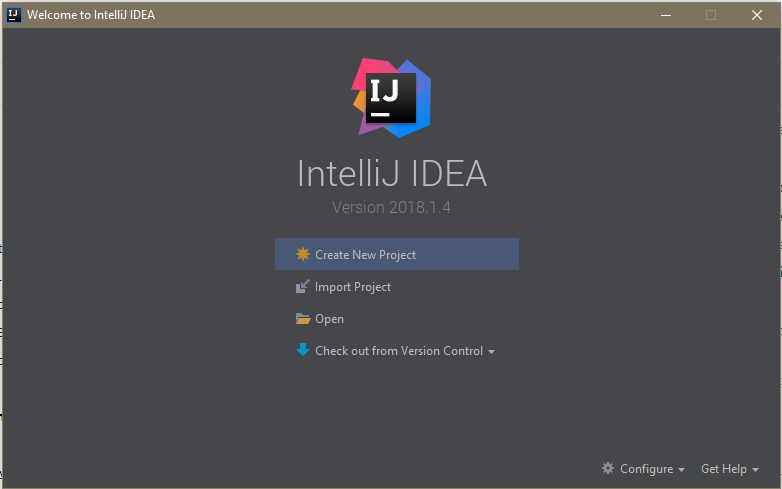 Welcome to IntelliJ IDEA
IJ
IntelliJ IDEA
Version 2018.1.4
Create New Project
Import Project
Open
Check out from Version Control
Configure
Get Help